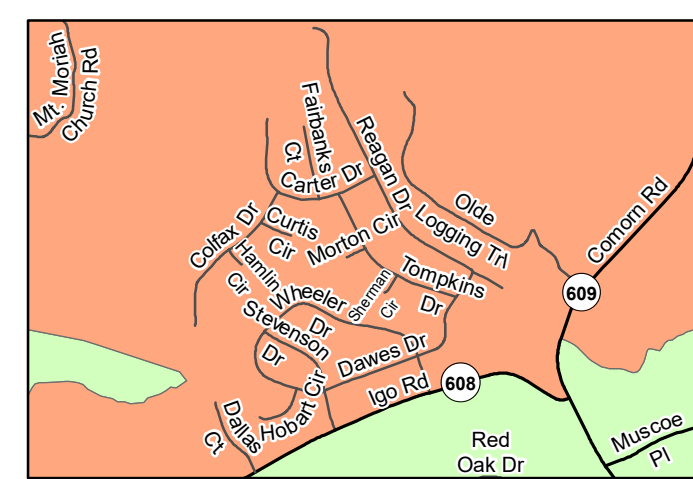 Mt. Moriah
Church Rd
Fairbanks
Ct
Reagan Dr
Carter Dr
Olde
Logging Trl
Comorn Rd
Colfax Dr
Curtis
Cir
Morton Cir
Hamlin
Cir
Tompkins
Dr
Sherman
Cir
609
Wheeler
Dr
Stevenson
Dr
Dawes Dr
Igo Rd
608
Hobart Cir
Dallas
Ct
Muscoe
Pl
Red
Oak Dr